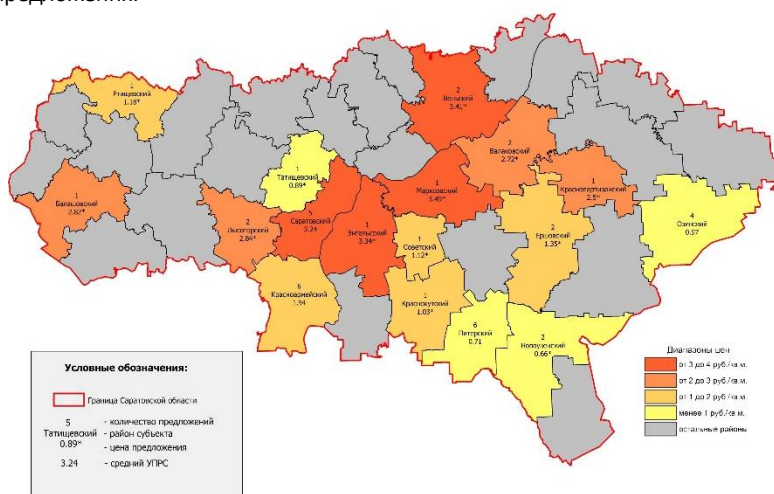 предложения.
2
Вольский
3.41*
1
Ртищевский
1.18*
2
Балаковский
2.72*
1
Татищевский
0.89*
1
Марксовский
3.49*
1
Краснопартизанский
2.5*
1
Балашовский
2.82*
2
Лысогорский
2.84*
5
Саратовский
3.24
1
Энгельсский
3.34*
1
Советский
1.12*
2
Ершовский
1.35*
4
Озинский
0.57
6
Красноармейский
1.94
1
Краснокутский
1.03*
6
Питерский
0.71
2
Новоузенский
0.66*
Диапазоны цен
от 3 до 4 руб./кв.м.
от 2 до 3 руб./кв.м.
от 1 до 2 руб./кв.м.
менее 1 руб./кв.м.
остальные районы
Условные обозначения:
Граница Саратовской области
5 - количество предложений
Татищевский - район субъекта
0.89* - цена предложения
3.24 - средний УПРС